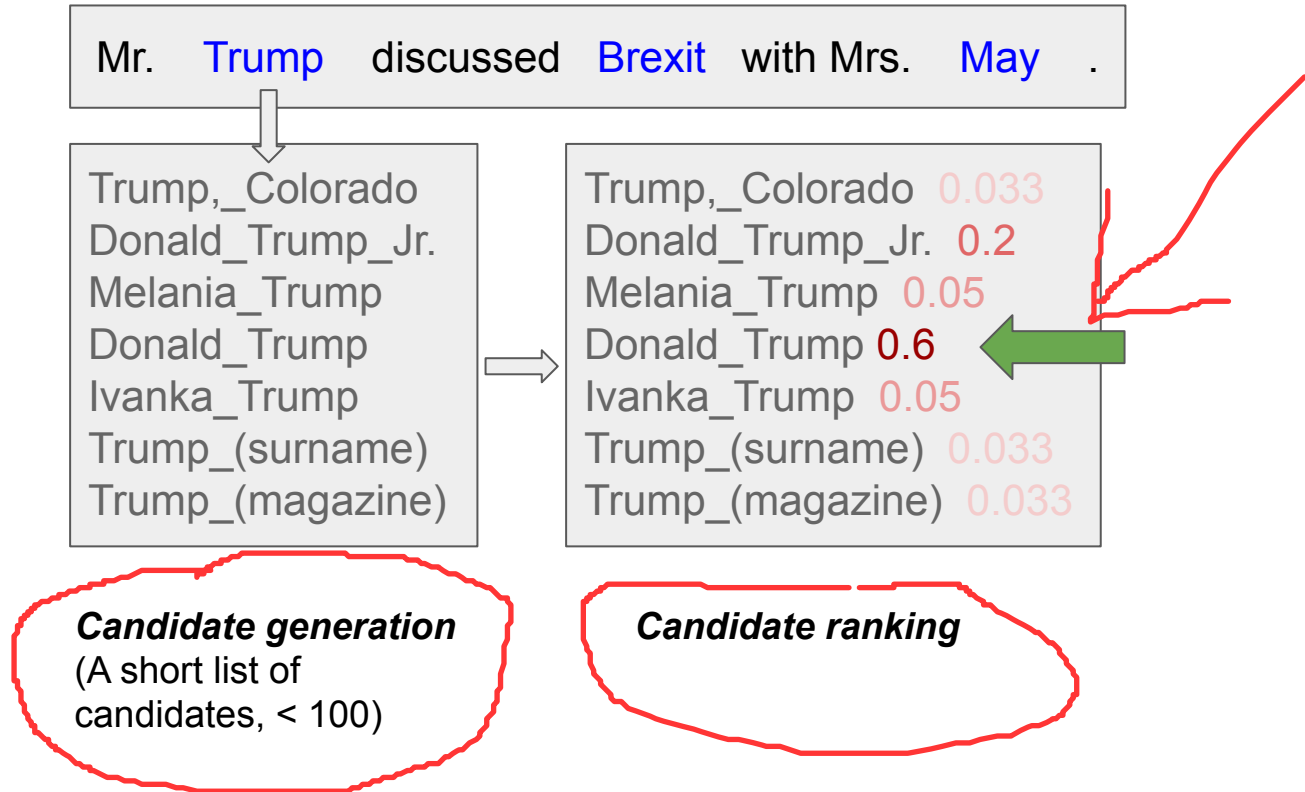 Mr. Trump discussed Brexit with Mrs. May .
Trump,_Colorado
Donald_Trump_Jr.
Melania_Trump
Donald_Trump
Ivanka_Trump
Trump_(surname)
Trump_(magazine)
Trump,_Colorado 0.033
Donald_Trump_Jr. 0.2
Melania_Trump 0.05
Donald_Trump 0.6
Ivanka_Trump 0.05
Trump_(surname) 0.033
Trump_(magazine) 0.033
Candidate generation
(A short list of
candidates, < 100)
Candidate ranking